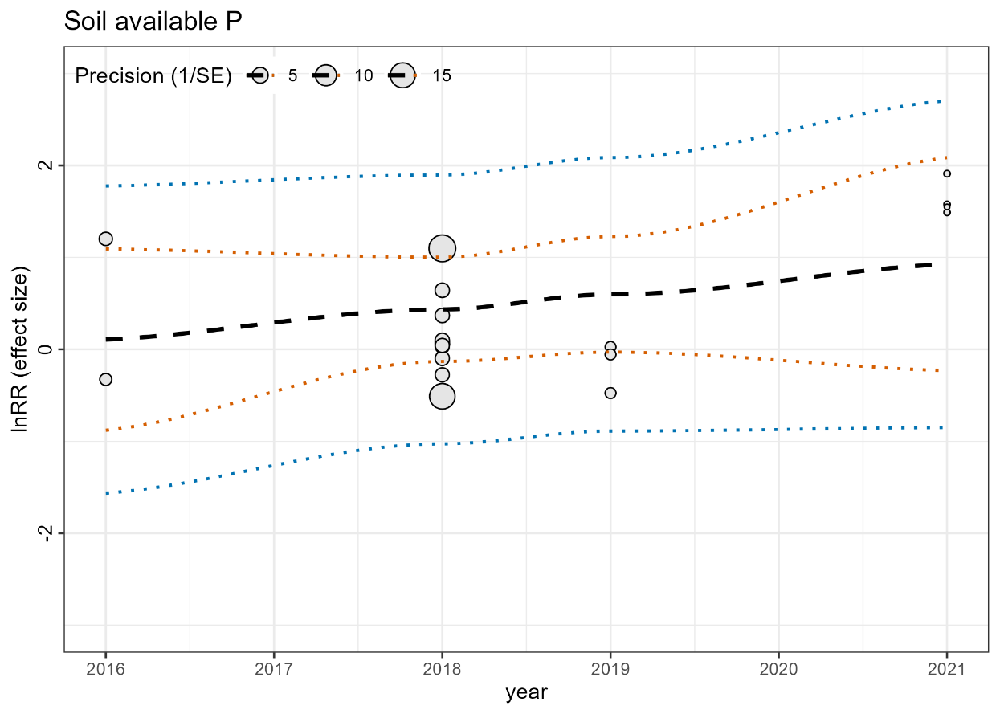 Soil available P
Precision (1/SE) 5 10 15
2
0
-2
lnRR (effect size)
2016 2017 2018 2019 2020 2021
year